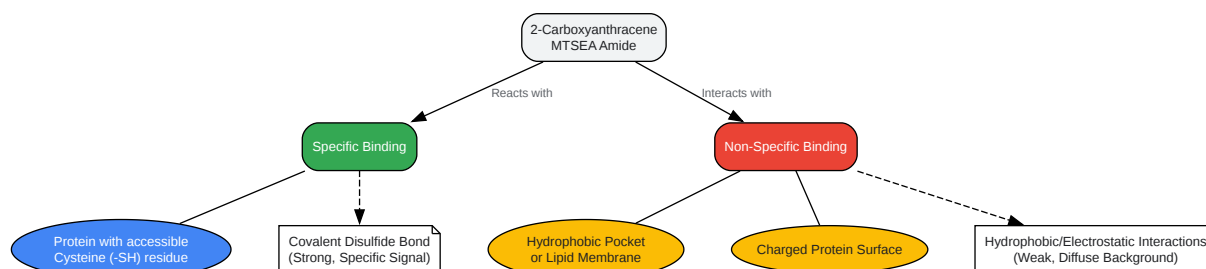 2-Carboxyanthracene
MTSEA Amide
Reacts with
Interacts with
Specific Binding
Non-Specific Binding
Protein with accessible
Cysteine (-SH) residue
Covalent Disulfide Bond
(Strong, Specific Signal)
Hydrophobic Pocket
or Lipid Membrane
Charged Protein Surface
Hydrophobic/Electrostatic Interactions
(Weak, Diffuse Background)